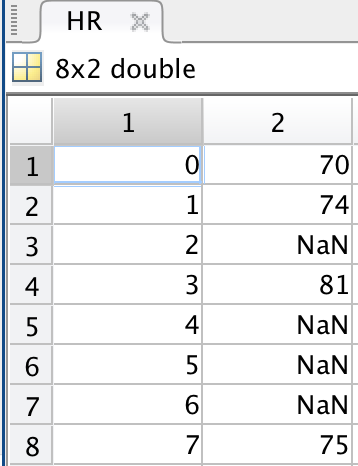 HR
8x2 double
1 2
1 0 70
2 1 74
3 2 NaN
4 3 81
5 4 NaN
6 5 NaN
7 6 NaN
8 7 75